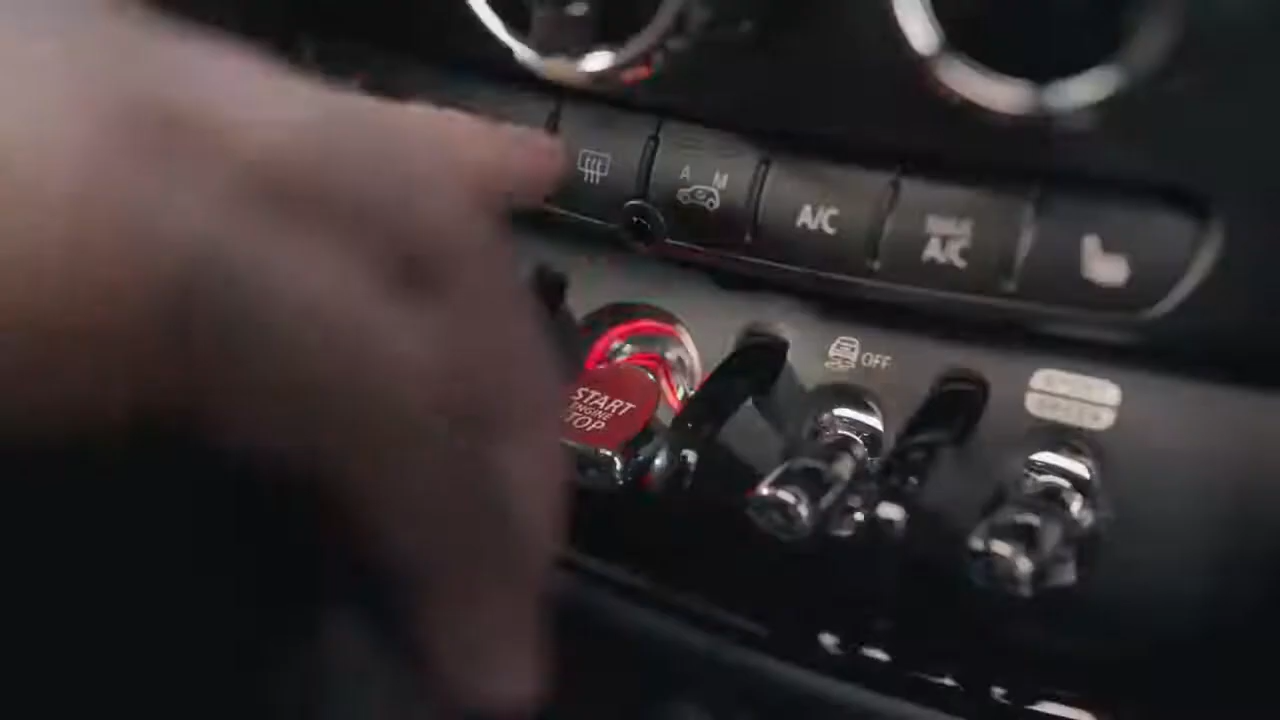 A M
A/C
MAX
A/C
OFF
START
ENGINE
TOP